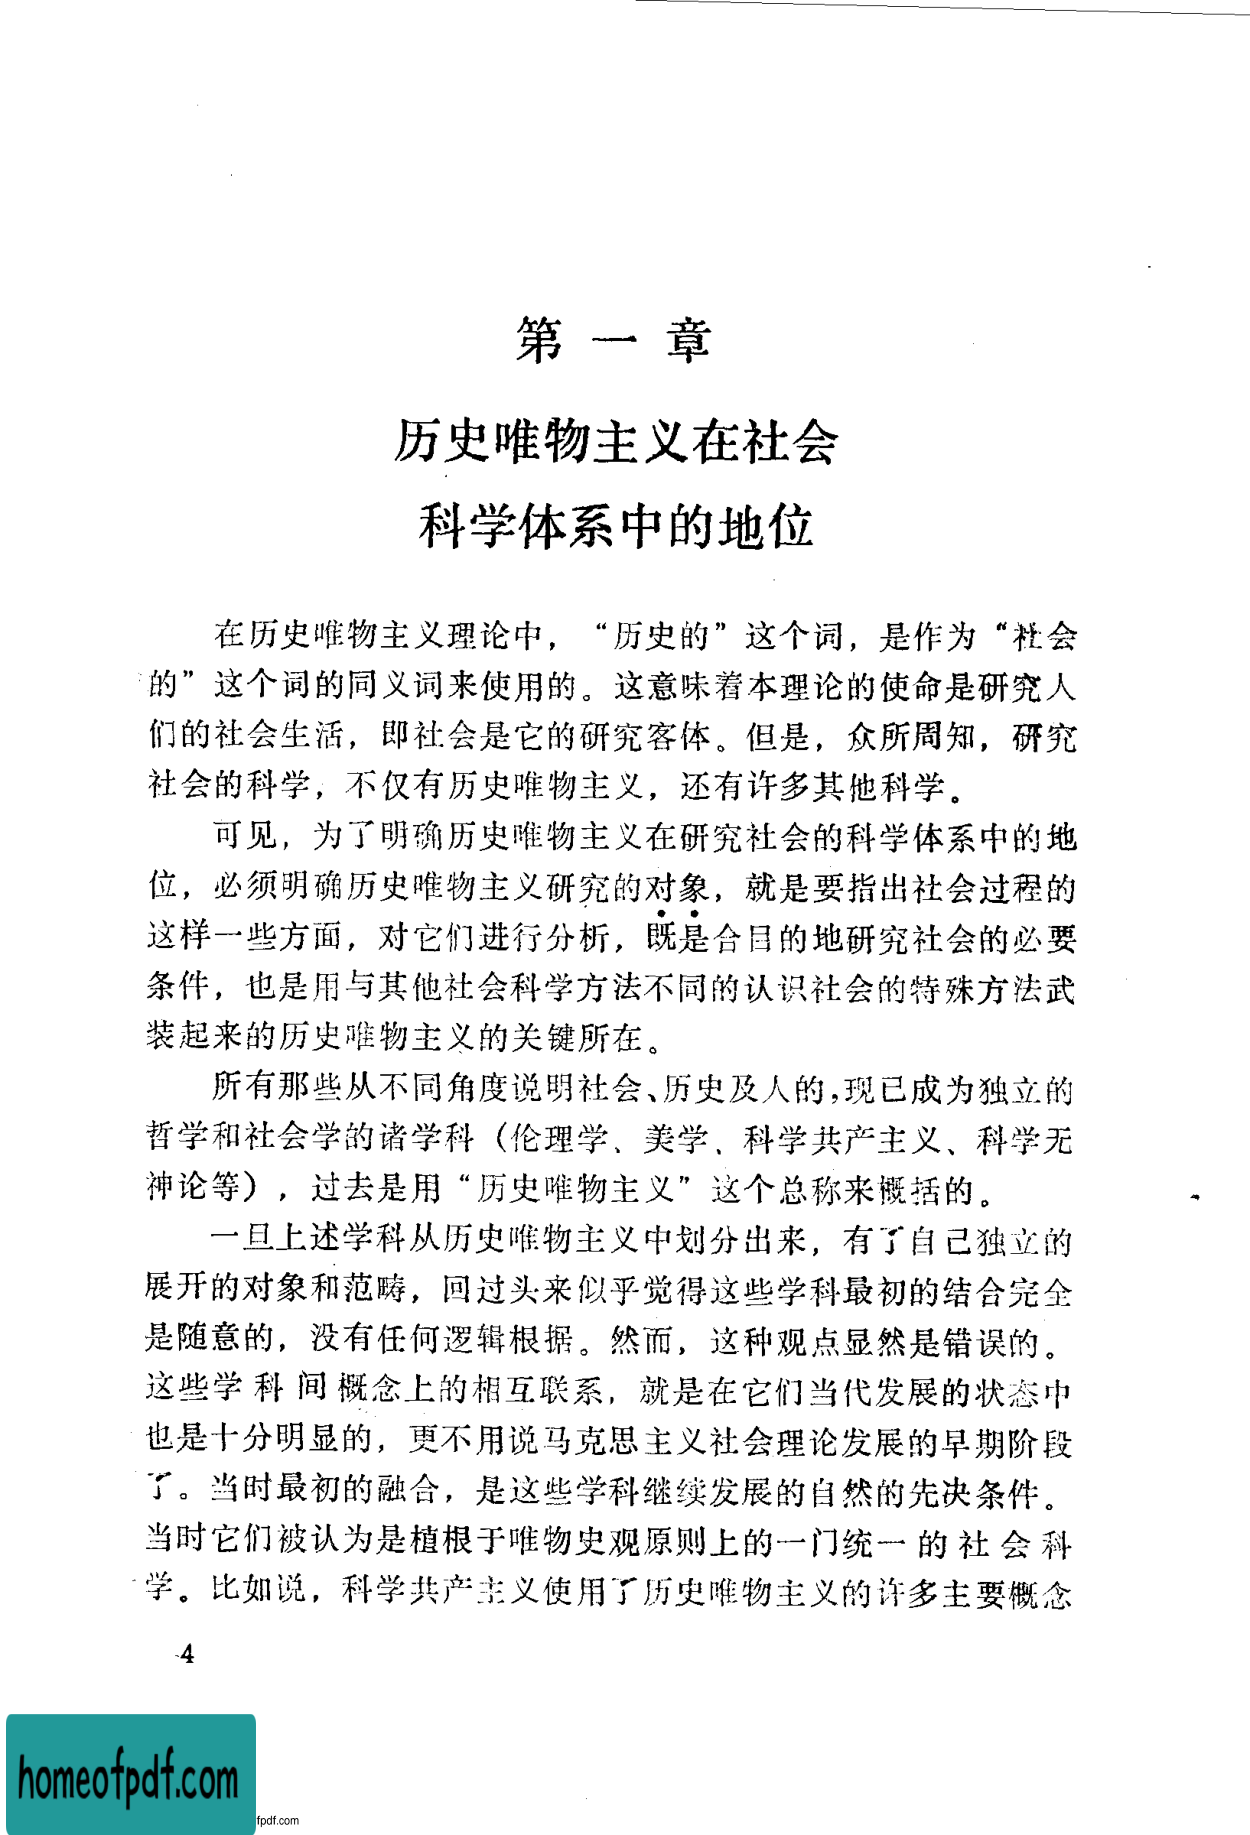 第一章
历史唯物主义在社会
科学体系中的地位
在历史唯物主义理论中，“历史的”这个词，是作为“社会
的”这个词的同义词来使用的。这意味着本理论的使命是研究人
们的社会生活，即社会是它的研究客体。但是，众所周知，研究
社会的科学，不仅有历史唯物主义，还有许多其他科学。
可见，为了明确历史唯物主义在研究社会的科学体系中的地
位，必须明确历史唯物主义研究的对象，就是要指出社会过程的
这样一些方面，对它们进行分析，既是合目的地研究社会的必要
条件，也是用与其他社会科学方法不同的认识社会的特殊方法武
装起来的历史唯物主义的关键所在。
所有那些从不同角度说明社会、历史及人的，现已成为独立的
哲学和社会学的诸学科（伦理学、美学、科学共产主义、科学无
神论等），过去是用“历史唯物主义”这个总称来概括的。
一旦上述学科从历史唯物主义中划分出来，有了自己独立的
展开的对象和范畴，回过头来似乎觉得这些学科最初的结合完全
是随意的，没有任何逻辑根据。然而，这种观点显然是错误的。
这些学科间概念上的相互联系，就是在它们当代发展的状态中
也是十分明显的，更不用说马克思主义社会理论发展的早期阶段
了。当时最初的融合，是这些学科继续发展的自然的先决条件。
当时它们被认为是植根于唯物史观原则上的一门统一的社会科
学。比如说，科学共产主义使用了历史唯物主义的许多主要概念
4
homeofpdf.com
fpdf.com